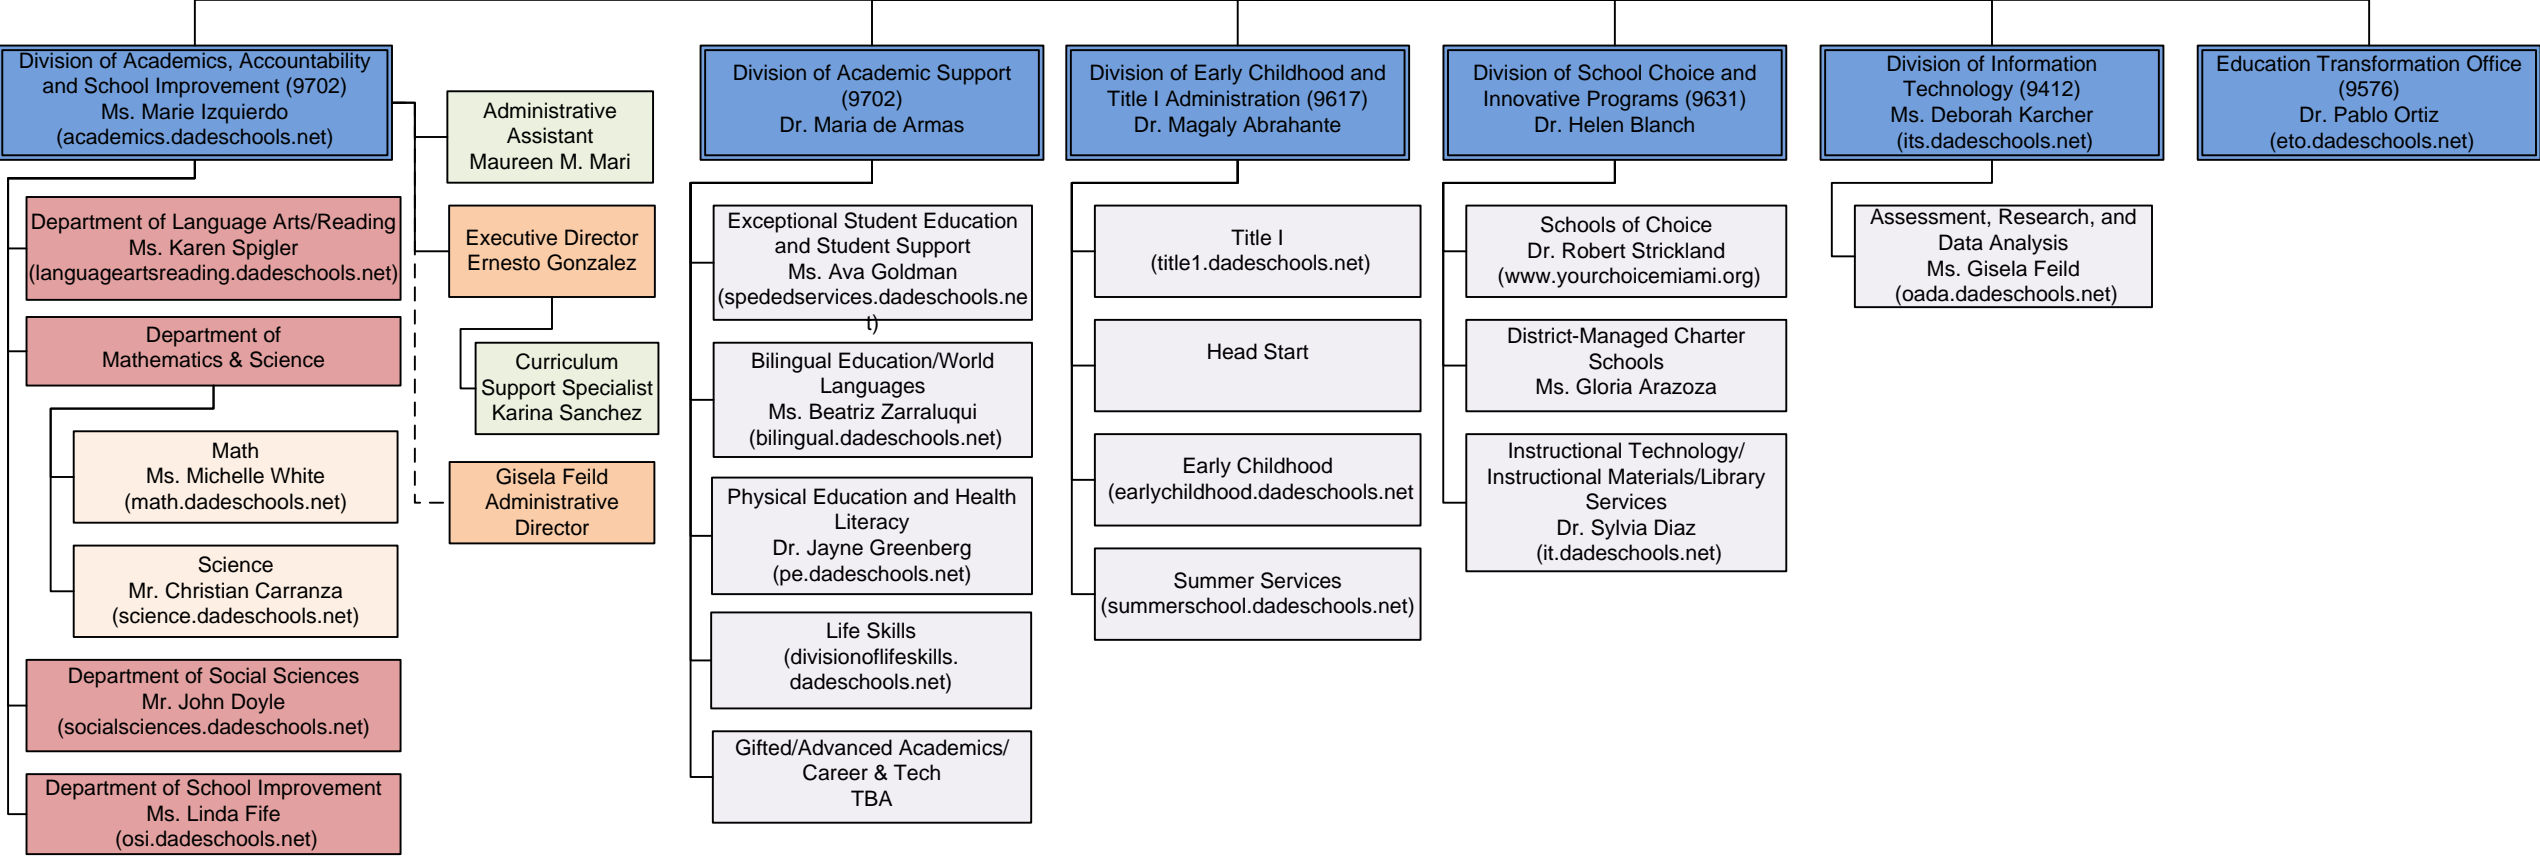 Division of Academics, Accountability
and School Improvement (9702)
Ms. Marie Izquierdo
(academics.dadeschools.net)
Administrative
Assistant
Maureen M. Mari
Department of Language Arts/Reading
Ms. Karen Spigler
(languageartsreading.dadeschools.net)
Executive Director
Ernesto Gonzalez
Department of
Mathematics & Science
Curriculum
Support Specialist
Karina Sanchez
Math
Ms. Michelle White
(math.dadeschools.net)
Gisela Feild
Administrative
Director
Science
Mr. Christian Carranza
(science.dadeschools.net)
Department of Social Sciences
Mr. John Doyle
(socialsciences.dadeschools.net)
Department of School Improvement
Ms. Linda Fife
(osi.dadeschools.net)
Division of Academic Support
(9702)
Dr. Maria de Armas
Exceptional Student Education
and Student Support
Ms. Ava Goldman
(spededservices.dadeschools.ne
t)
Bilingual Education/World
Languages
Ms. Beatriz Zarraluqui
(bilingual.dadeschools.net)
Physical Education and Health
Literacy
Dr. Jayne Greenberg
(pe.dadeschools.net)
Life Skills
(divisionoflifeskills.
dadeschools.net)
Gifted/Advanced Academics/
Career & Tech
TBA
Division of Early Childhood and
Title I Administration (9617)
Dr. Magaly Abrahante
Title I
(title1.dadeschools.net)
Head Start
Early Childhood
(earlychildhood.dadeschools.net
Summer Services
(summerschool.dadeschools.net)
Division of School Choice and
Innovative Programs (9631)
Dr. Helen Blanch
Schools of Choice
Dr. Robert Strickland
(www.yourchoicemiami.org)
District-Managed Charter
Schools
Ms. Gloria Arazoza
Instructional Technology/
Instructional Materials/Library
Services
Dr. Sylvia Diaz
(it.dadeschools.net)
Division of Information
Technology (9412)
Ms. Deborah Karcher
(its.dadeschools.net)
Assessment, Research, and
Data Analysis
Ms. Gisela Feild
(oada.dadeschools.net)
Education Transformation Office
(9576)
Dr. Pablo Ortiz
(eto.dadeschools.net)